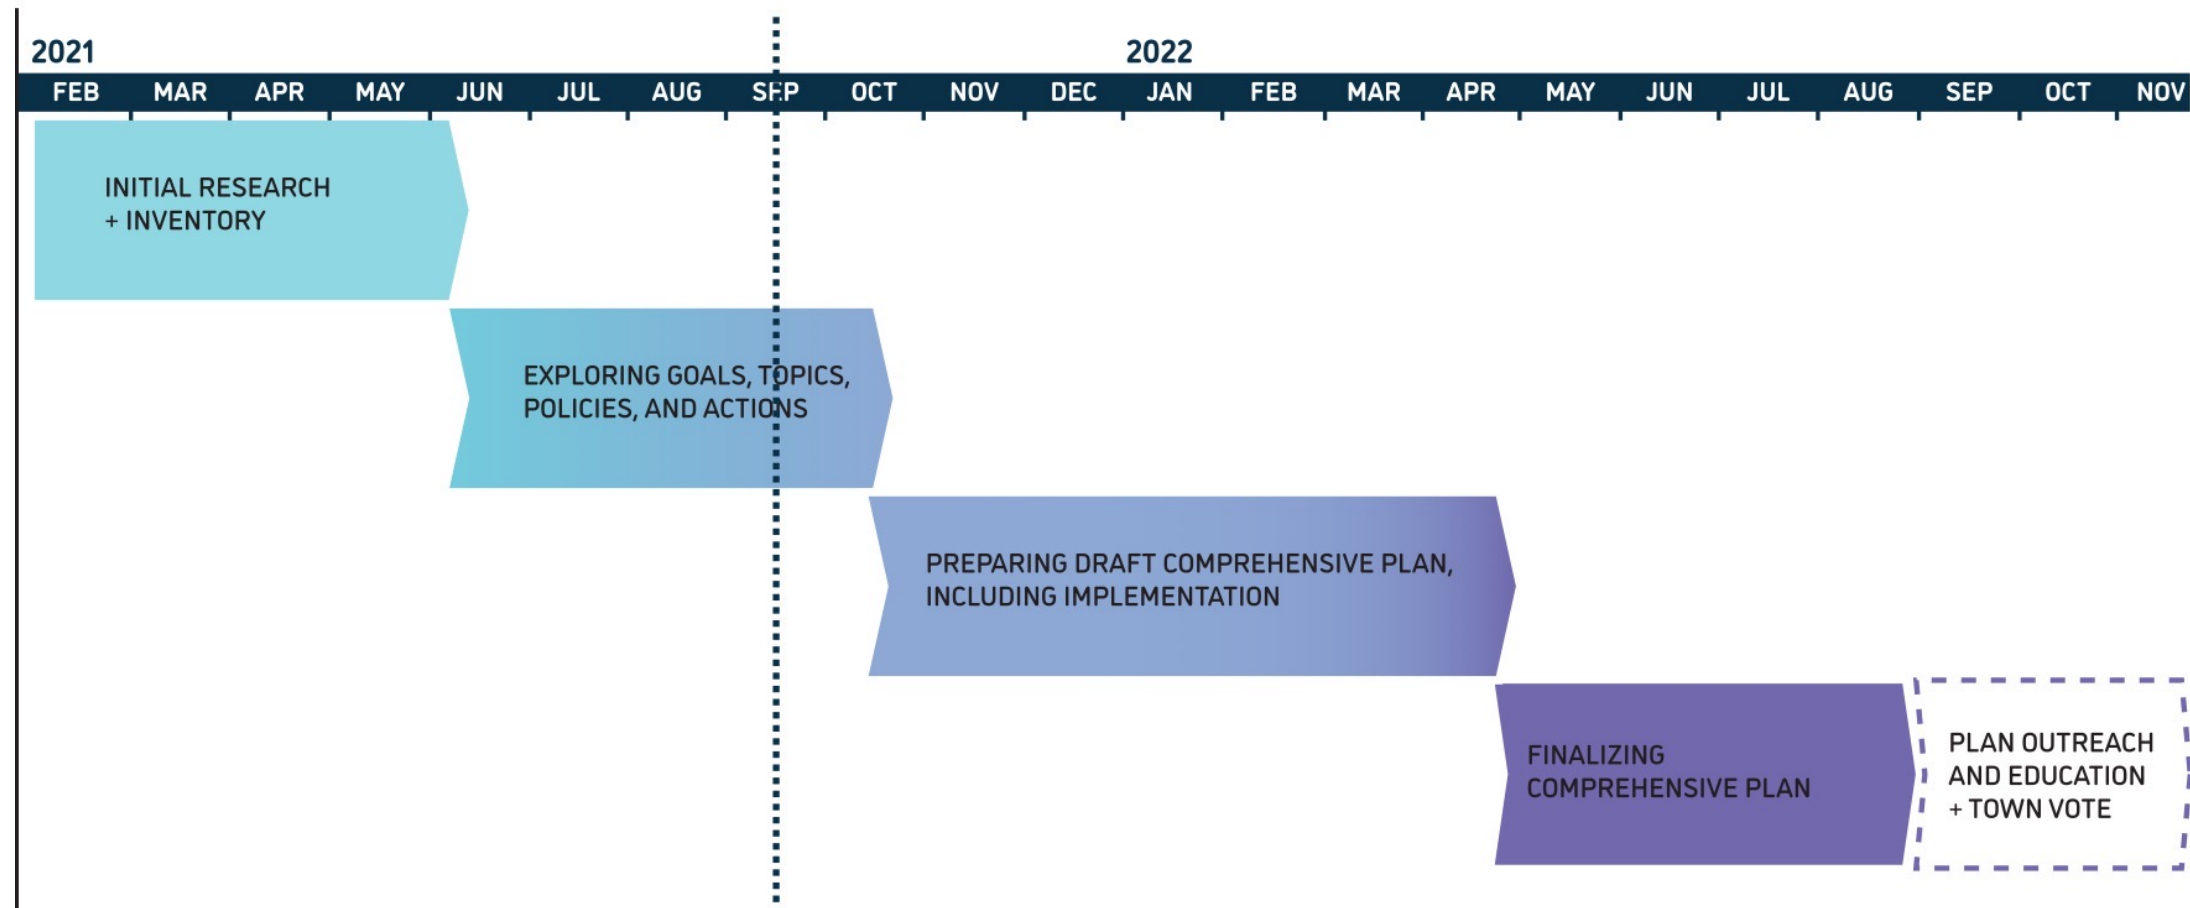 2021 2022
FEB MAR APR MAY JUN JUL AUG SEP OCT NOV DEC JAN FEB MAR APR MAY JUN JUL AUG SEP OCT NOV
INITIAL RESEARCH
+ INVENTORY
EXPLORING GOALS, TOPICS,
POLICIES, AND ACTIONS
PREPARING DRAFT COMPREHENSIVE PLAN,
INCLUDING IMPLEMENTATION
FINALIZING
COMPREHENSIVE PLAN
PLAN OUTREACH
AND EDUCATION
+ TOWN VOTE